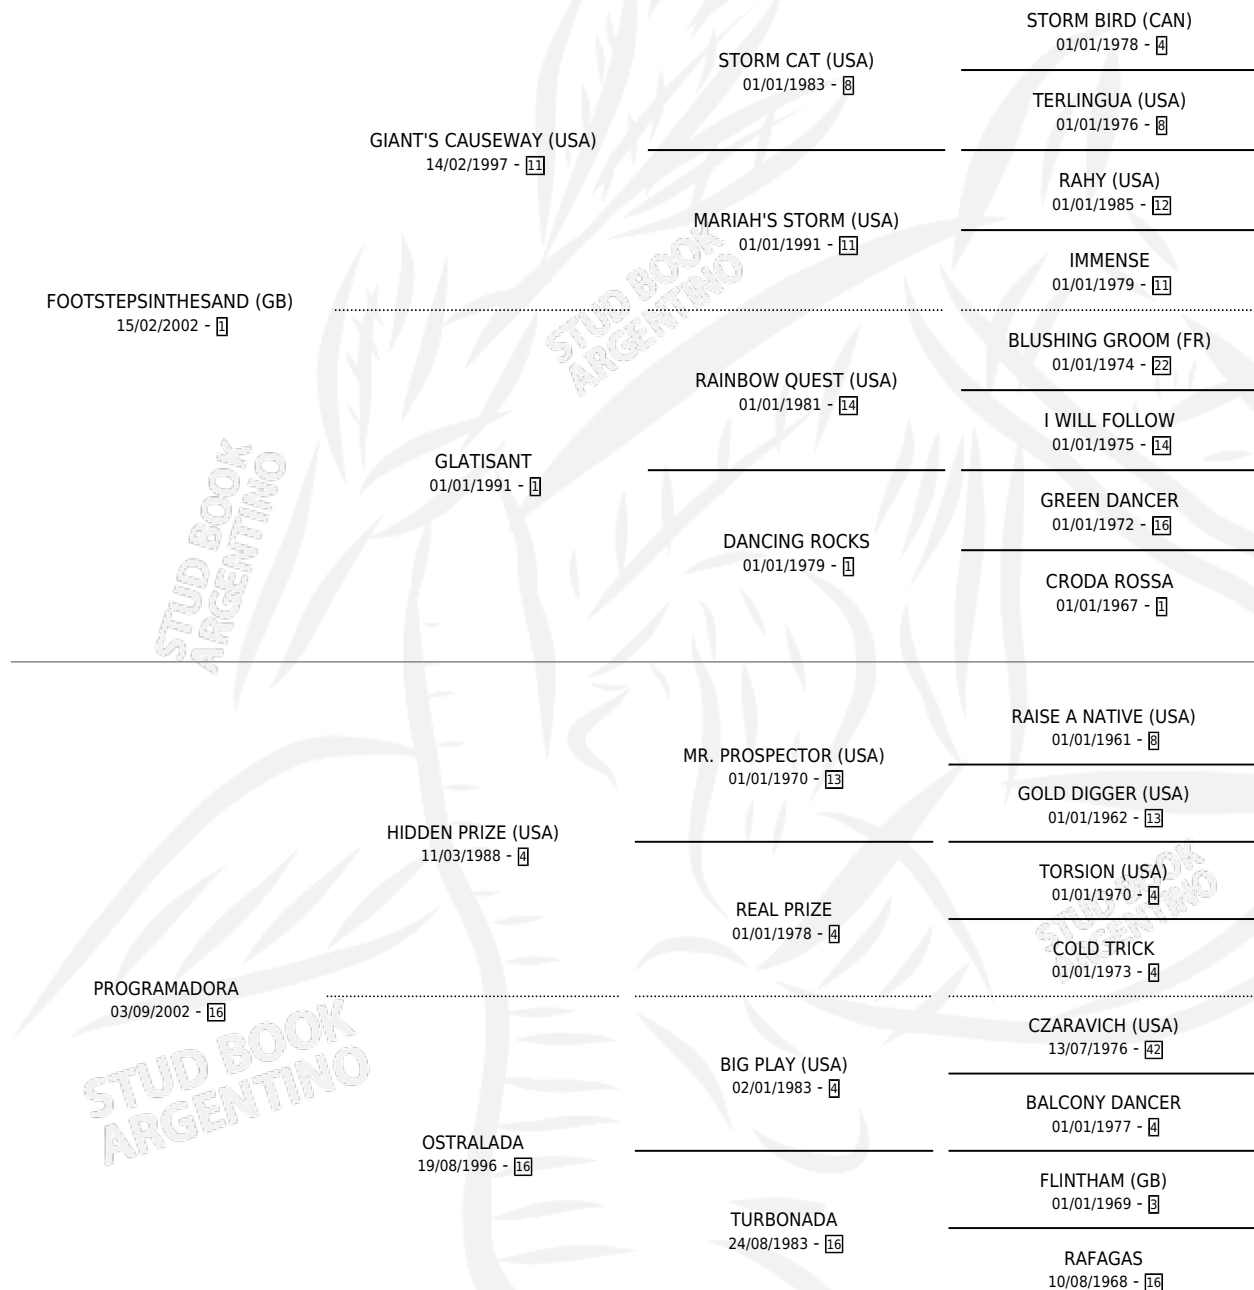 STORM BIRD (CAN)
01/01/1978 - 4
STORM CAT (USA)
01/01/1983 - 8
TERLINGUA (USA)
01/01/1976 - 8
GIANT'S CAUSEWAY (USA)
14/02/1997 - 11
RAHY (USA)
01/01/1985 - 12
MARIAH'S STORM (USA)
01/01/1991 - 11
IMMENSE
01/01/1979 - 11
FOOTSTEPSINTHESAND (GB)
15/02/2002 - 1
BLUSHING GROOM (FR)
01/01/1974 - 22
RAINBOW QUEST (USA)
01/01/1981 - 14
I WILL FOLLOW
01/01/1975 - 14
GLATISANT
01/01/1991 - 1
GREEN DANCER
01/01/1972 - 16
DANCING ROCKS
01/01/1979 - 1
CRODA ROSSA
01/01/1967 - 1
RAISE A NATIVE (USA)
01/01/1961 - 8
MR. PROSPECTOR (USA)
01/01/1970 - 13
GOLD DIGGER (USA)
01/01/1962 - 13
HIDDEN PRIZE (USA)
11/03/1988 - 4
TORSION (USA)
01/01/1970 - 4
REAL PRIZE
01/01/1978 - 4
COLD TRICK
01/01/1973 - 4
PROGRAMADORA
03/09/2002 - 16
CZARAVICH (USA)
13/07/1976 - 42
BIG PLAY (USA)
02/01/1983 - 4
BALCONY DANCER
01/01/1977 - 4
OSTRALADA
19/08/1996 - 16
FLINTHAM (GB)
01/01/1969 - 3
TURBONADA
24/08/1983 - 16
RAFAGAS
10/08/1968 - 16
STUD BOOK
ARGENTINO
STUD BOOK
ARGENTINO
STUD BOOK
ARGENTINO
STUD BOOK
ARGENTINO